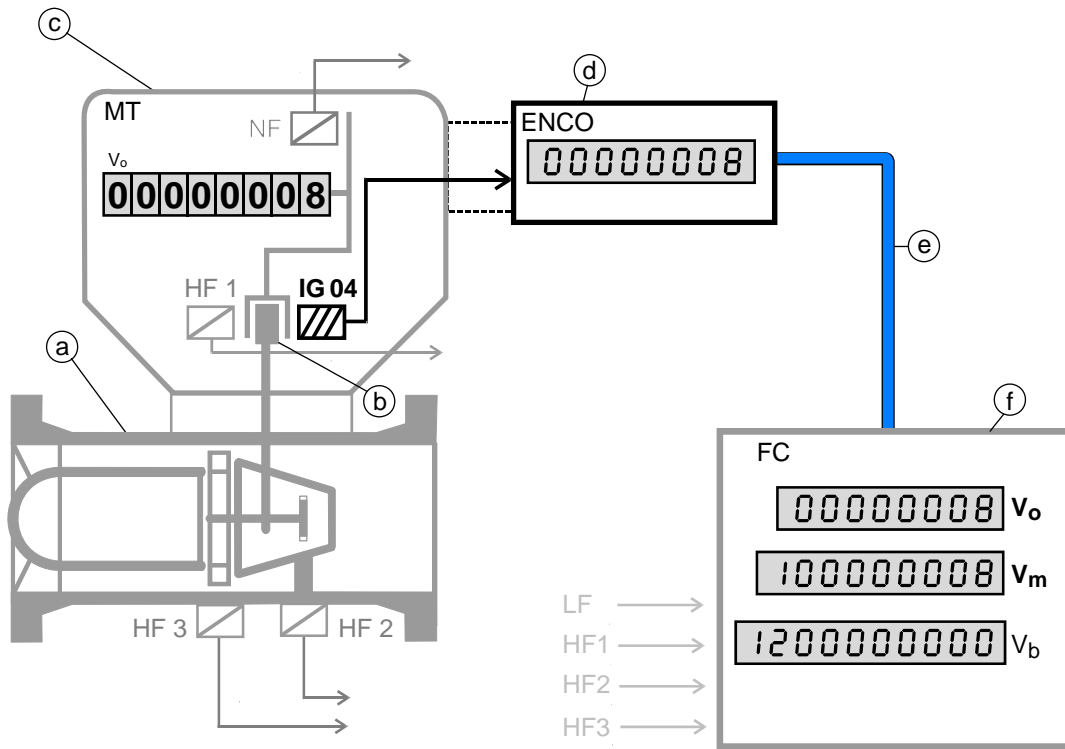 c
d
MT
NF
ENCO
00000008
Vo
00000008
e
HF 1
IG 04
a
b
f
FC
00000008 Vo
100000008 Vm
LF
HF 3
HF 2
HF1
1200000000 Vb
HF2
HF3